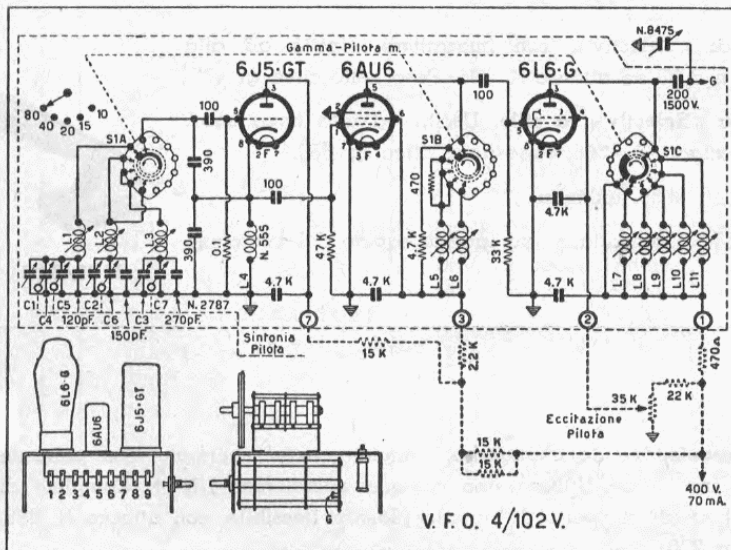 N.8475
Gamma-Pilota m.
6J5·GT
6AU6
6L6·G
G
200
1500 V.
80
40
20
15
10
S1A
100
390
390
100
0.1
N. 555
L4
47 K
4.7 K
2 F 7
3 F 4
S1B
470
4.7 K
L5
L6
100
33 K
4.7 K
4.7 K
S1C
L7
L8
L9
L10
L11
L2
C1
C5
C2
C3
C7
N. 2787
C4
120pF.
C6
270pF.
150pF.
Sintonia
Pilota
7
3
2
1
15 K
2,2K
470Ω
22 K
35 K
Eccitazione
Pilota
15 K
15 K
400 V.
70 mA.
6L6·G
6AU6
6J5·GT
1 2 3 4 5 6 7 8 9
G
V. F. O. 4/102 V.